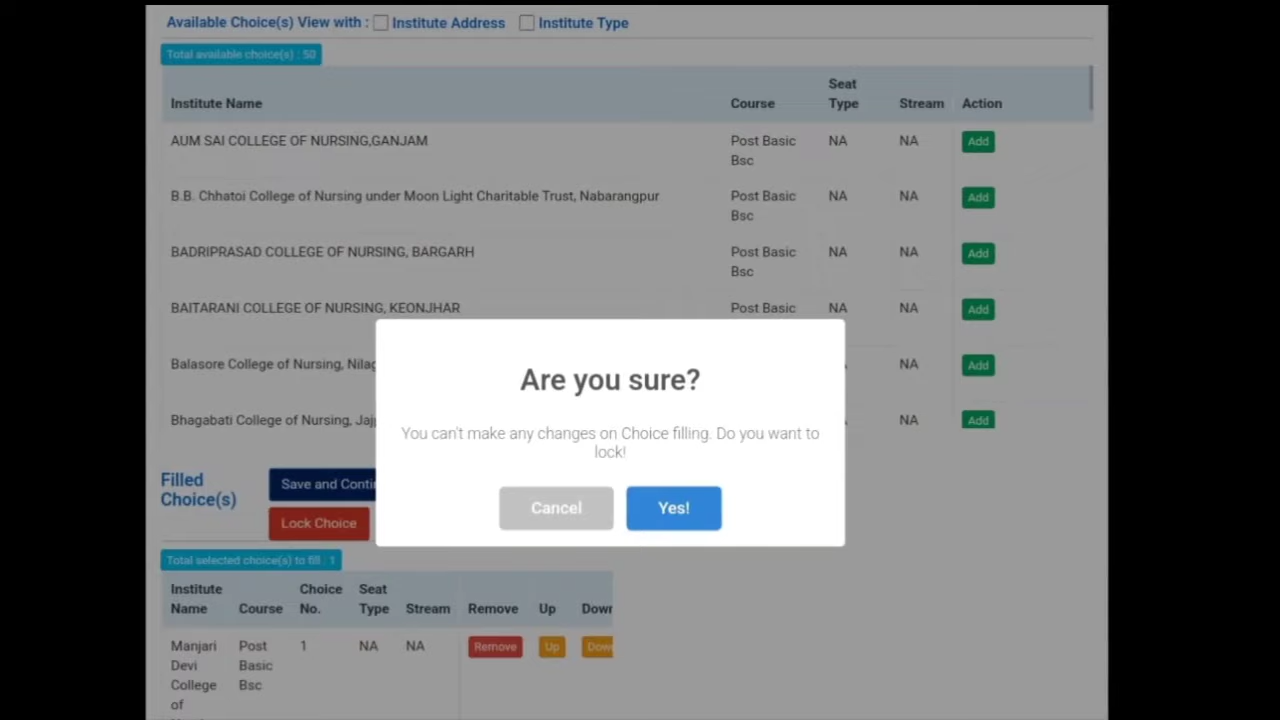 Available Choice(s) View with : Institute Address Institute Type
Total available choice(s) : 50
Institute Name Course Seat Type Stream Action
AUM SAI COLLEGE OF NURSING,GANJAM Post Basic Bsc NA NA Add
B.B. Chhatoi College of Nursing under Moon Light Charitable Trust, Nabarangpur Post Basic Bsc NA NA Add
BADRIPRASAD COLLEGE OF NURSING, BARGARH Post Basic Bsc NA NA Add
BAITARANI COLLEGE OF NURSING, KEONJHAR Post Basic NA NA Add
Balasore College of Nursing, NA Add
Bhagabati College of Nursing, NA Add
Are you sure?
You can't make any changes on Choice filling. Do you want to
lock!
Cancel Yes!
Filled Choice(s)
Save and
Lock Choice
Total selected choice(s) to fill : 1
Institute Name Course Choice No. Seat Type Stream Remove Up Down
Manjari Devi College of Post Basic Bsc 1 NA NA Remove Up Down